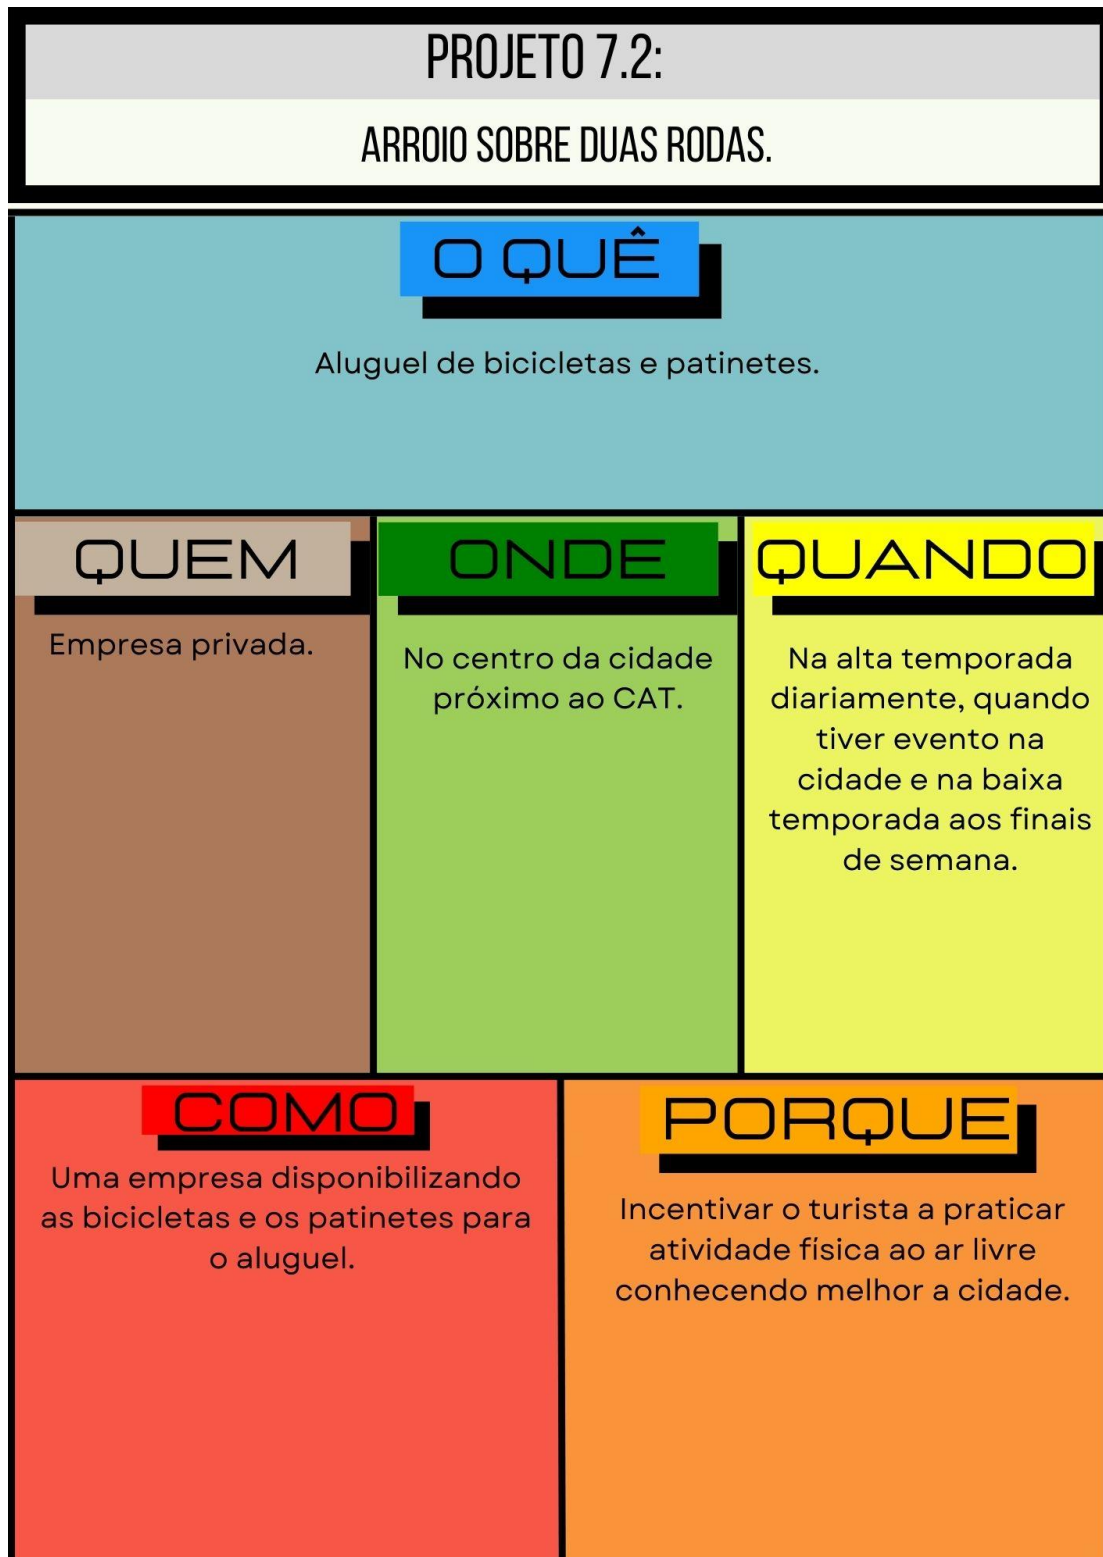 PROJETO 7.2:
ARROIO SOBRE DUAS RODAS.
O QUÊ
Aluguel de bicicletas e patinetes.
QUEM
Empresa privada.
ONDE
No centro da cidade
próximo ao CAT.
QUANDO
Na alta temporada
diariamente, quando
tiver evento na
cidade e na baixa
temporada aos finais
de semana.
COMO
Uma empresa disponibilizando
as bicicletas e os patinetes para
o aluguel.
PORQUE
Incentivar o turista a praticar
atividade física ao ar livre
conhecendo melhor a cidade.